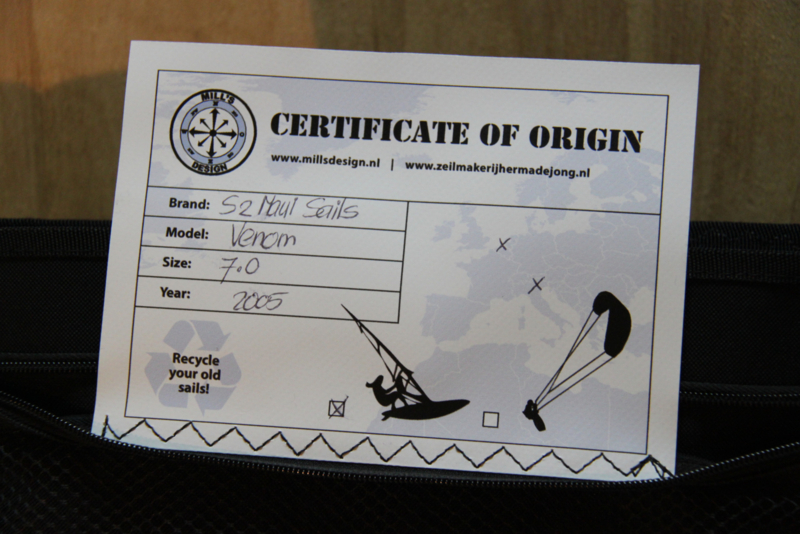 MILL'S
DESIGN
CERTIFICATE OF ORIGIN
www.millsdesign.nl | www.zeilmakerijhermadejong.nl
Brand: S2 Maui Sails
Model: Venom
Size: 7.0
Year: 2005
Recycle
your old
sails!